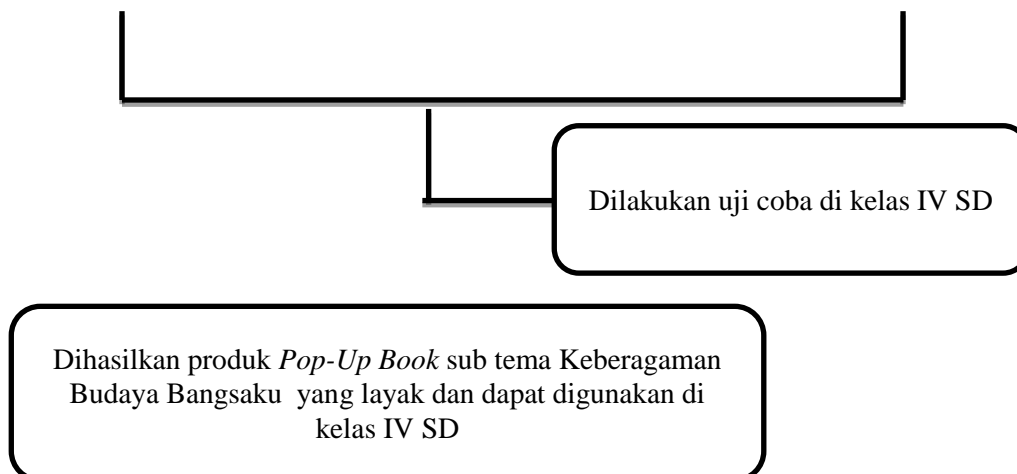 Dilakukan uji coba di kelas IV SD
Dihasilkan produk Pop-Up Book sub tema Keberagaman
Budaya Bangsaku yang layak dan dapat digunakan di
kelas IV SD